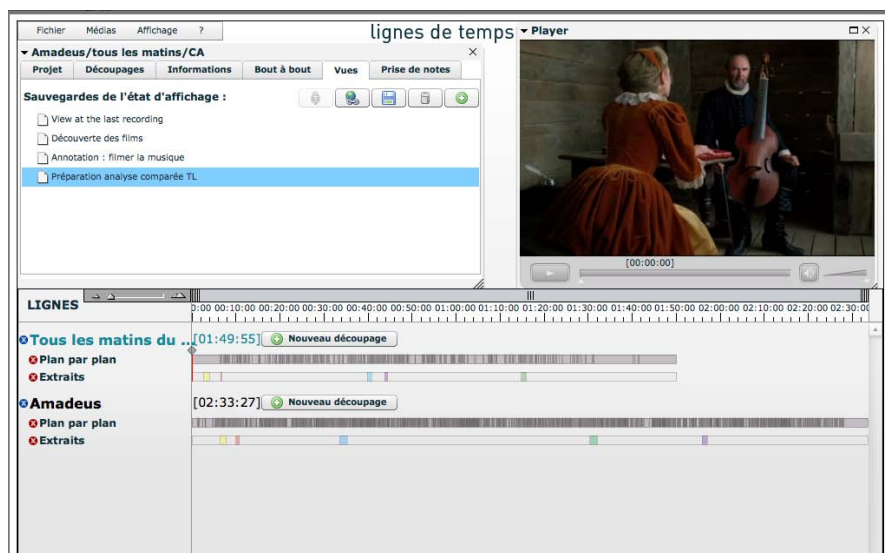 Fichier Médias Affichage ?
lignes de temps
Amadeus/tous les matins/CA
Projet Découpages Informations Bout à bout Vues Prise de notes
Sauvegardes de l'état d'affichage :
View at the last recording
Découverte des films
Annotation : filmer la musique
Préparation analyse comparée TL
Player
[00:00:00]
LIGNES
0:00 00:10:00 00:20:00 00:30:00 00:40:00 00:50:00 01:00:00 01:10:00 01:20:00 01:30:00 01:40:00 01:50:00 02:00:00 02:10:00 02:20:00 02:30:00
Tous les matins du ... [01:49:55] Nouveau découpage
Plan par plan
Extraits
Amadeus [02:33:27] Nouveau découpage
Plan par plan
Extraits